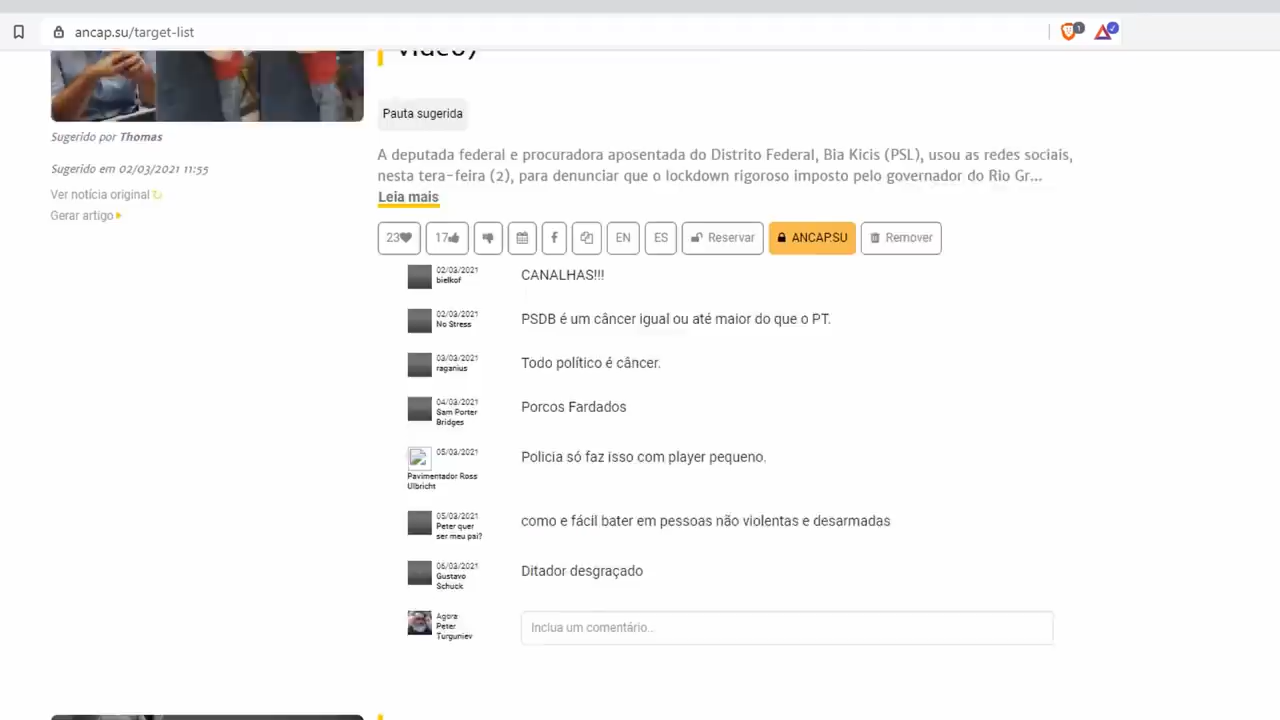 ancap.su/target-list
vídeo)
Pauta sugerida
Sugerido por Thomas
Sugerido em 02/03/2021 11:55
Ver notícia original
Gerar artigo
A deputada federal e procuradora aposentada do Distrito Federal, Bia Kicis (PSL), usou as redes sociais,
nesta tera-feira (2), para denunciar que o lockdown rigoroso imposto pelo governador do Rio Gr...
Leia mais
23 17 EN ES Reservar ANCAP.SU Remover
02/03/2021
bielkof
CANALHAS!!!
02/03/2021
No Stress
PSDB é um câncer igual ou até maior do que o PT.
03/03/2021
raganius
Todo político é câncer.
04/03/2021
Sam Porter
Bridges
Porcos Fardados
05/03/2021
Pavimentador Ross
Ulbricht
Policia só faz isso com player pequeno.
05/03/2021
Peter quer
ser meu pai?
como e fácil bater em pessoas não violentas e desarmadas
06/03/2021
Gustavo
Schuck
Ditador desgraçado
Agora:
Peter
Turguniev
Inclua um comentário..